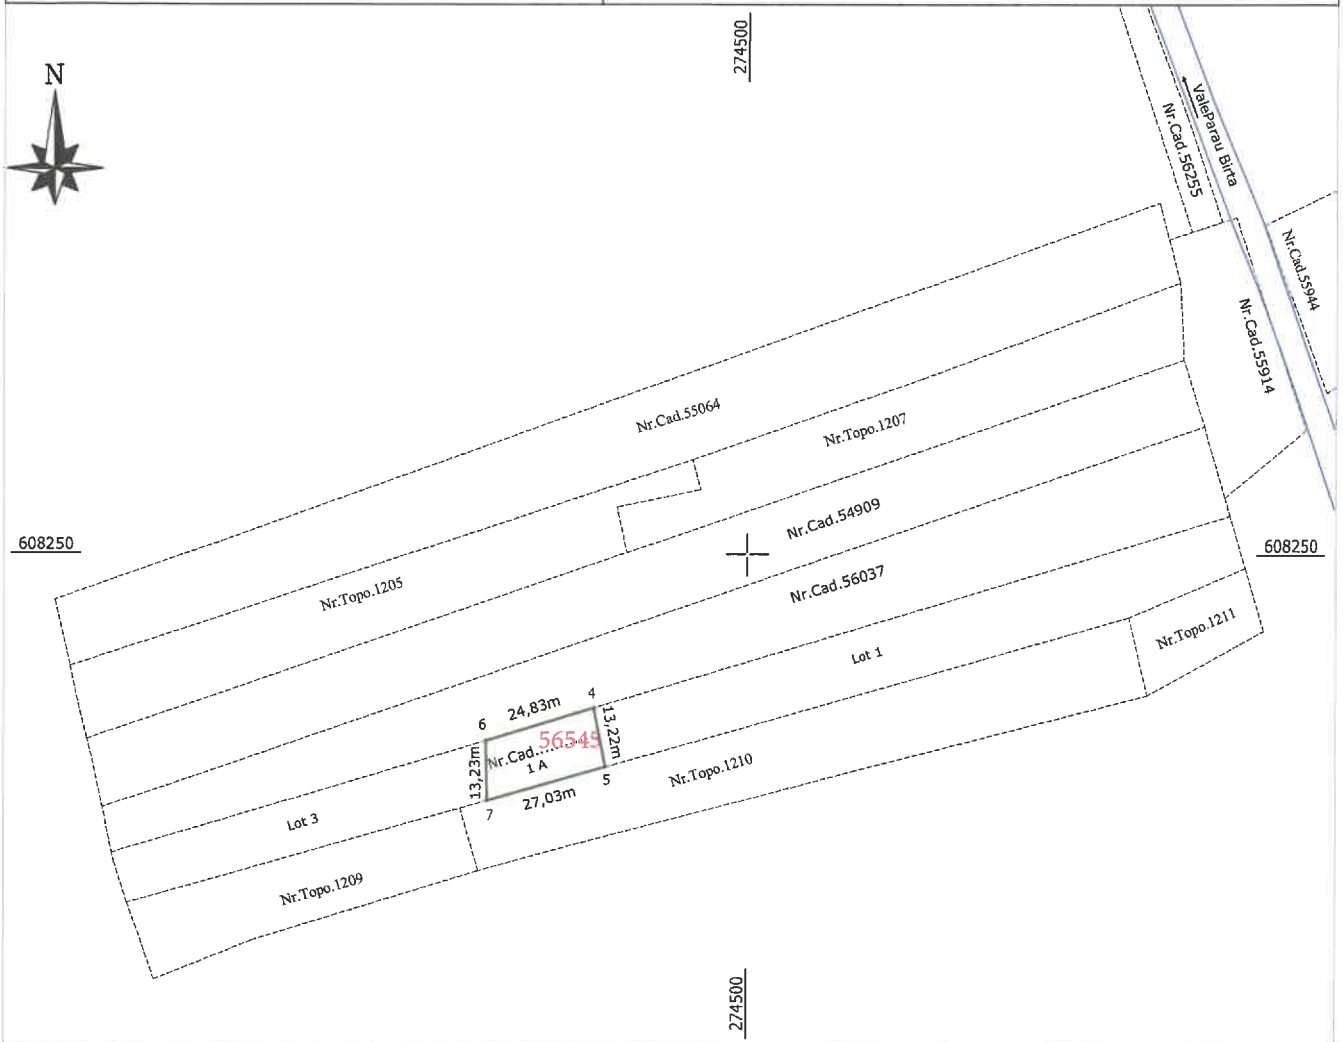 274500
N
ValeParau Birta
Nr.Cad.56255
Nr.Cad.55944
Nr.Cad.55914
Nr.Cad.55064
Nr.Topo.1207
Nr.Cad.54909
608250
608250
Nr.Topo.1205
Nr.Cad.56037
Nr.Topo.1211
Lot 1
4
24,83m
6
13,22m
56545
Nr.Cad..........
1 A
13,23m
5
27,03m
7
Nr.Topo.1210
Lot 3
Nr.Topo.1209
274500